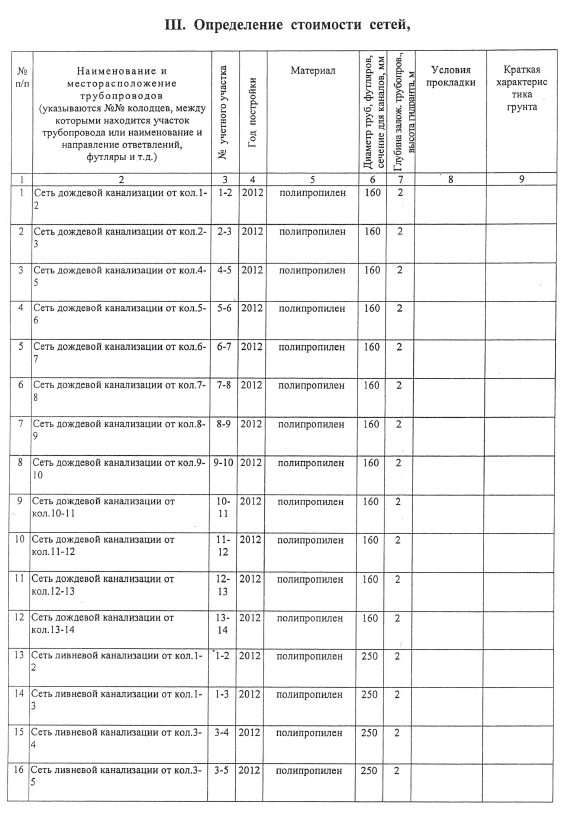 III. Определение стоимости сетей,
№ п/п
Наименование и месторасположение трубопроводов (указываются №№ колодцев, между которыми находится участок трубопровода или наименование и направление ответвлений, футляры и т.д.)
№ учетного участка
Год постройки
Материал
Диаметр труб, футляров, сечение для каналов, мм
Глубина залож. трубопров., высота гидранта, м
Условия прокладки
Краткая характерис тика грунта
1 2 3 4 5 6 7 8 9
1 Сеть дождевой канализации от кол.1- 1-2 2012 полипропилен 160 2
2
2 Сеть дождевой канализации от кол.2- 2-3 2012 полипропилен 160 2
3
3 Сеть дождевой канализации от кол.4- 4-5 2012 полипропилен 160 2
5
4 Сеть дождевой канализации от кол.5- 5-6 2012 полипропилен 160 2
6
5 Сеть дождевой канализации от кол.6- 6-7 2012 полипропилен 160 2
7
6 Сеть дождевой канализации от кол.7- 7-8 2012 полипропилен 160 2
8
7 Сеть дождевой канализации от кол.8- 8-9 2012 полипропилен 160 2
9
8 Сеть дождевой канализации от кол.9- 9-10 2012 полипропилен 160 2
10
9 Сеть дождевой канализации от 10- 2012 полипропилен 160 2
кол.10-11 11
10 Сеть дождевой канализации от 11- 2012 полипропилен 160 2
кол.11-12 12
11 Сеть дождевой канализации от 12- 2012 полипропилен 160 2
кол.12-13 13
12 Сеть дождевой канализации от 13- 2012 полипропилен 160 2
кол.13-14 14
13 Сеть ливневой канализации от кол.1- 1-2 2012 полипропилен 250 2
2
14 Сеть ливневой канализации от кол.1- 1-3 2012 полипропилен 250 2
3
15 Сеть ливневой канализации от кол.3- 3-4 2012 полипропилен 250 2
4
16 Сеть ливневой канализации от кол.3- 3-5 2012 полипропилен 250 2
5